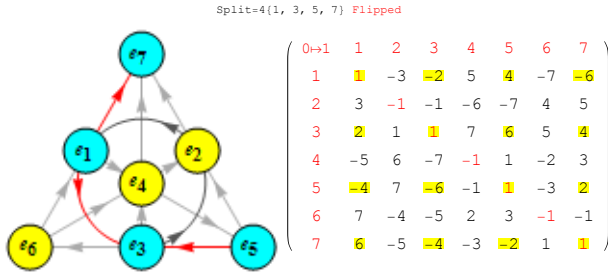 Split=4{1, 3, 5, 7} Flipped
e7
e1
e2
e4
e6
e3
e5
0↦1 1 2 3 4 5 6 7
1 1 -3 -2 5 4 -7 -6
2 3 -1 -1 -6 -7 4 5
3 2 1 1 7 6 5 4
4 -5 6 -7 -1 1 -2 3
5 -4 7 -6 -1 1 -3 2
6 7 -4 -5 2 3 -1 -1
7 6 -5 -4 -3 -2 1 1